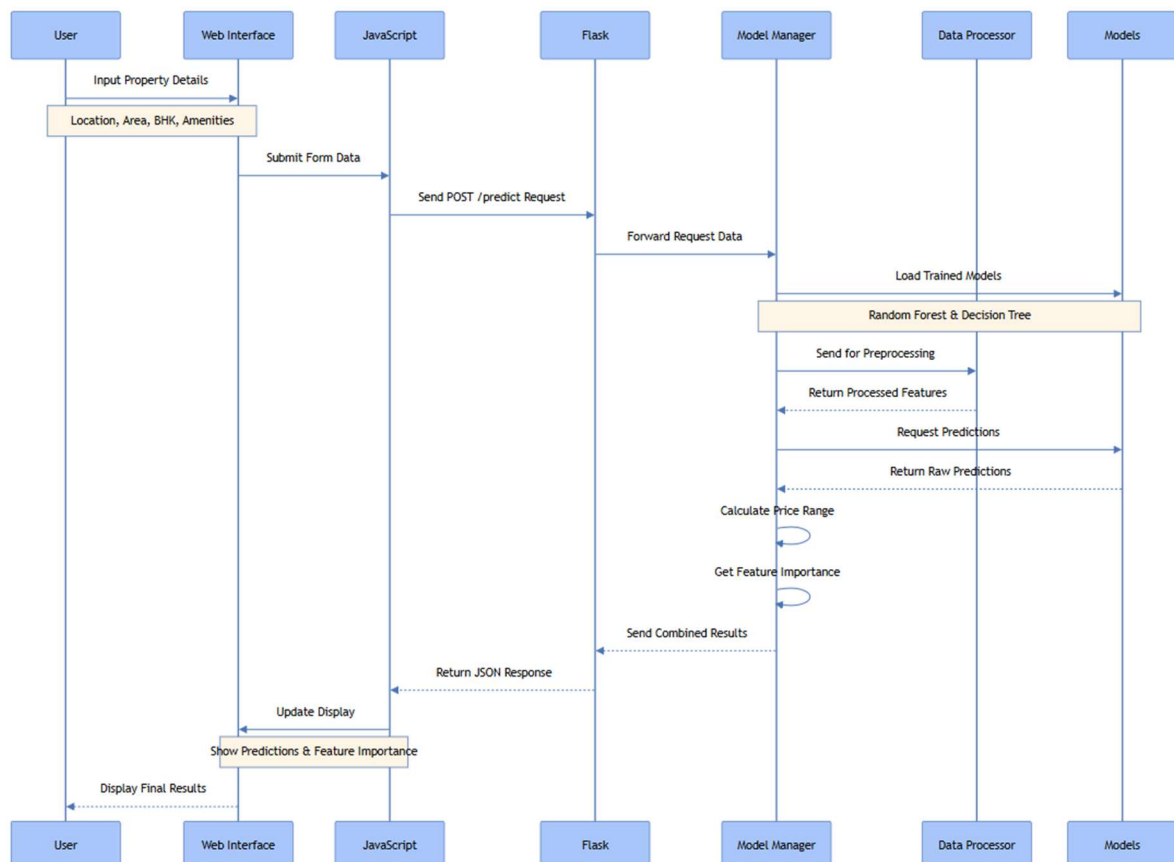 User
Web Interface
JavaScript
Flask
Model Manager
Data Processor
Models
Input Property Details
Location, Area, BHK, Amenities
Submit Form Data
Send POST /predict Request
Forward Request Data
Load Trained Models
Random Forest & Decision Tree
Send for Preprocessing
Return Processed Features
Request Predictions
Return Raw Predictions
Calculate Price Range
Get Feature Importance
Send Combined Results
Return JSON Response
Update Display
Show Predictions & Feature Importance
Display Final Results
User
Web Interface
JavaScript
Flask
Model Manager
Data Processor
Models